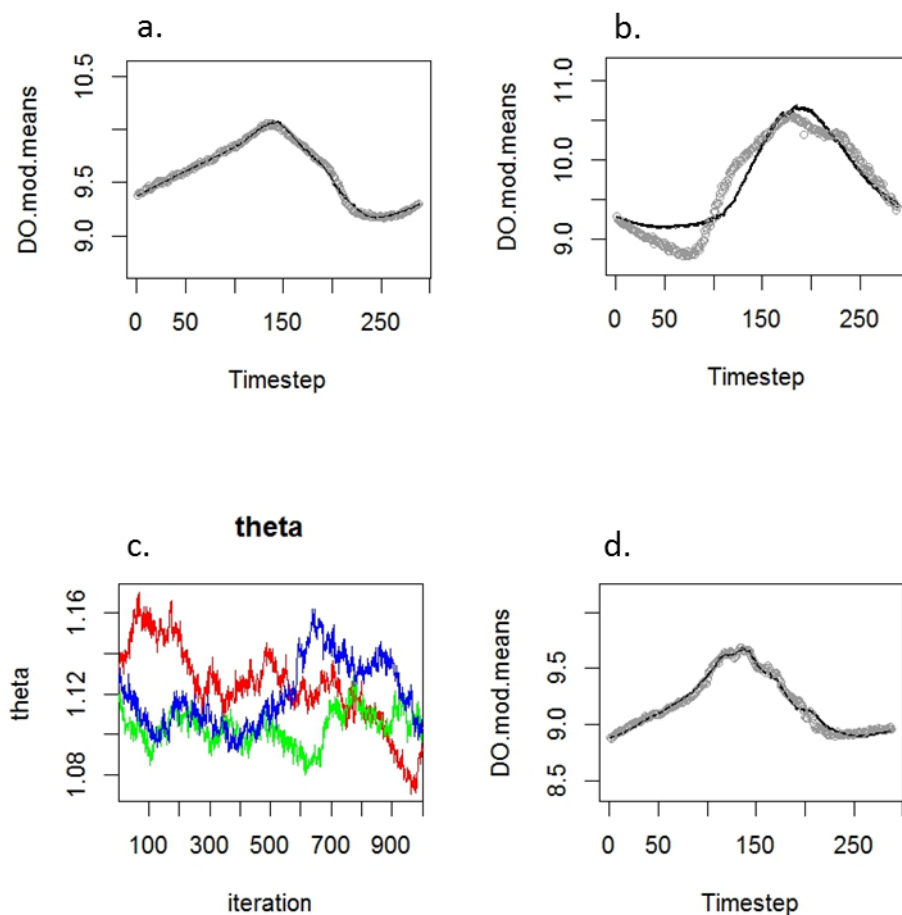 a.
DO.mod.means
10.5
9.5
9.0
0 50 150 250
Timestep
b.
DO.mod.means
11.0
10.0
9.0
0 50 150 250
Timestep
theta
c.
theta
1.16
1.12
1.08
100 300 500 700 900
iteration
d.
DO.mod.means
9.5
9.0
8.5
0 50 150 250
Timestep